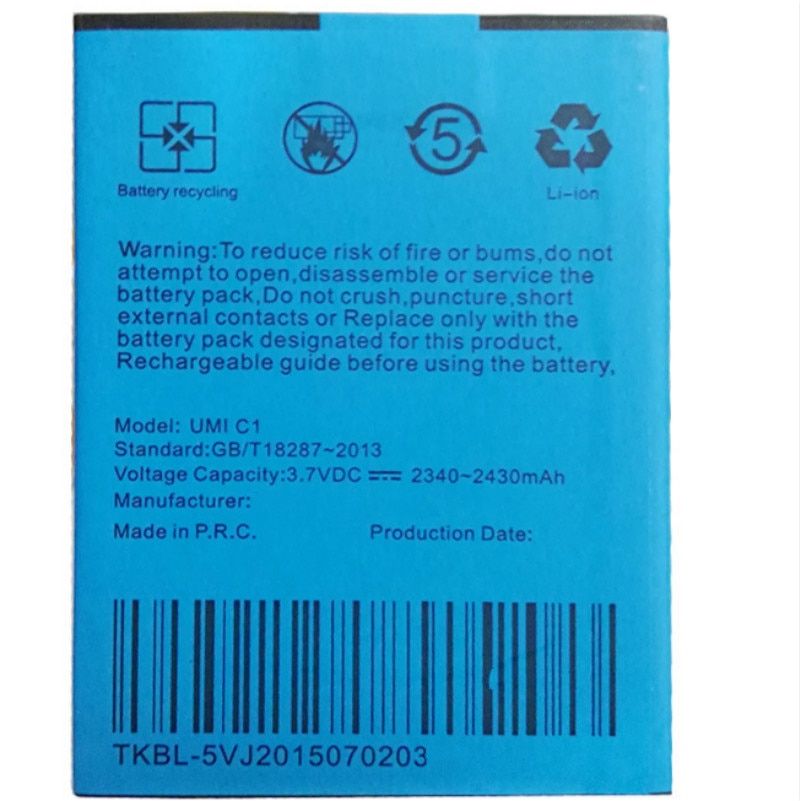 5
Battery recycling
Li-ion
Warning:To reduce risk of fire or bums,do not
attempt to open,disassemble or service the
battery pack,Do not crush,puncture,short
external contacts or Replace only with the
battery pack designated for this product,
Rechargeable guide before using the battery,
Model: UMI C1
Standard:GB/T18287~2013
Voltage Capacity:3.7VDC ⎓ 2340~2430mAh
Manufacturer:
Made in P.R.C. Production Date:
TKBL-5VJ2015070203